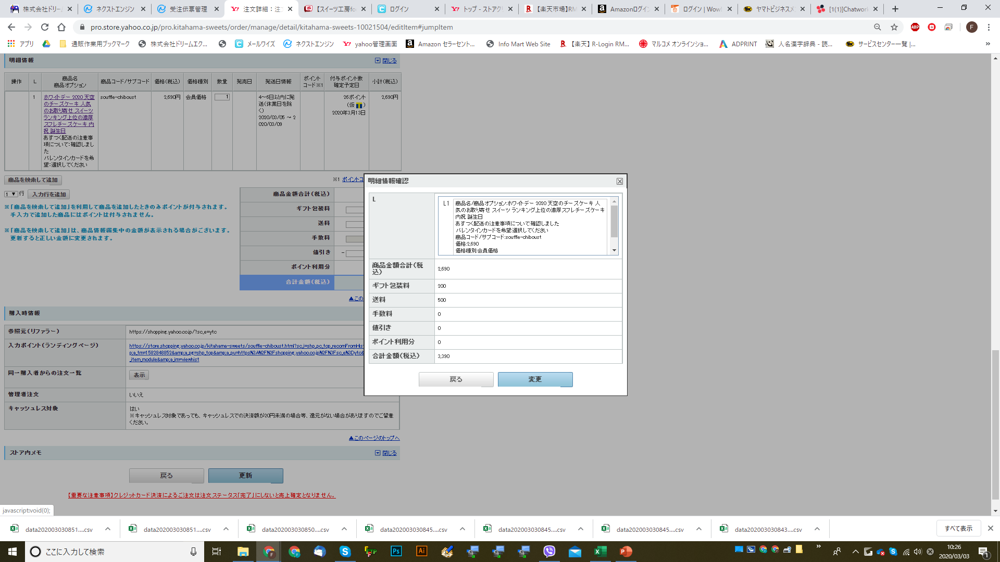 株式会社ドリーム
ネクストエンジン
受注伝票管理
注文詳細：注
【スイーツ工房fo
ログイン
トップ - ストアクリ
【楽天市場】RM
Amazonログイン
ログイン | Wow!
ヤマトビジネスメ
[1(1)]Chatwor
pro.store.yahoo.co.jp/pro.kitahama-sweets/order/manage/detail/kitahama-sweets-10021504/editItem#jumpItem
ABP
F
アプリ
通販作業用ブックマーク
株式会社ドリームエク...
メールワイズ
ネクストエンジン
yahoo管理画面
Amazon セラーセント...
Info Mart Web Site
【楽天】R-Login RM...
マルコメ オンラインショ...
ADPRINT
人名漢字辞典 - 読...
サービスセンター一覧 |...
»
明細情報
閉じる
操作 L 商品名 商品オプション 商品コード/サブコード 価格(税込) 価格種別 数量 発売日 発送日情報 ポイントコード※1 付与ポイント数 確定予定日 小計(税込)
1
ホワイトデー 2020 天空
のチーズケーキ 人気
のお取り寄せ スイーツ
ランキング上位の濃厚
スフレチーズケーキ 内
祝 誕生日
あすつく配送の注意事
項について:確認しまし
た
バレンタインカードを希
望:選択してください
souffle-chiboust
2,690円
会員価格
1
4～6日以内に発
送(休業日を除
く)
2020/03/05 ～ 2
020/03/09
26ポイント
(仮 )
2020年3月13日
2,690円
商品を検索して追加
※1 ポイントコ
1 ▼ 行 入力行を追加
※「商品を検索して追加」を利用して商品を追加したときのみポイントが付与されます。
手入力で追加した商品にはポイントは付与されません。
※「商品を検索して追加」は、商品情報編集中の金額が表示される場合がございます。
更新すると正しい金額に変更されます。
商品金額合計(税込)
ギフト包装料
送料
手数料
値引き
-
ポイント利用分
合計金額(税込)
▲この
購入時情報
参照元(リファラー)
https://shopping.yahoo.co.jp/?sc_e=ytc
入力ポイント(ランディングページ)
https://store.shopping.yahoo.co.jp/kitahama-sweets/souffle-chiboust.html?sc_i=shp_pc_top_recomFromHis
p;a_tm=1582848852&amp;a_pg=shp_top&amp;a_pu=https%3A%2F%2Fshopping.yahoo.co.jp%2F%3Fsc_e%3Dytc&
_item_module&amp;a_im=viewhist
同一購入者からの注文一覧
表示
管理者注文
いいえ
キャッシュレス対象
はい
※キャッシュレス対象であっても、キャッシュレスでの決済額が20円未満の場合等、還元がない場合がありますのでご留意
ください。
▲このページのトップへ
ストア内メモ
閉じる
戻る
更新
【重要な注意事項】クレジットカード決済によるご注文は注文ステータス「完了」にしないと売上確定となりません。
明細情報確認
L
L1
商品名/商品オプション:ホワイトデー 2020 天空のチーズケーキ 人
気のお取り寄せ スイーツ ランキング上位の濃厚スフレチーズケーキ
内祝 誕生日
あすつく配送の注意事項について:確認しました
バレンタインカードを希望:選択してください
商品コード/サブコード:souffle-chiboust
価格:2,690
価格種別:会員価格
商品金額合計(税込)
2,690
ギフト包装料
200
送料
500
手数料
0
値引き
0
ポイント利用分
0
合計金額(税込)
3,390
戻る
変更
javascript:void(0);
data202003030851....csv
data202003030851....csv
data202003030850....csv
data202003030845....csv
data202003030845....csv
data202003030845....csv
data202003030843....csv
すべて表示
ここに入力して検索
10:26
2020/03/03
1